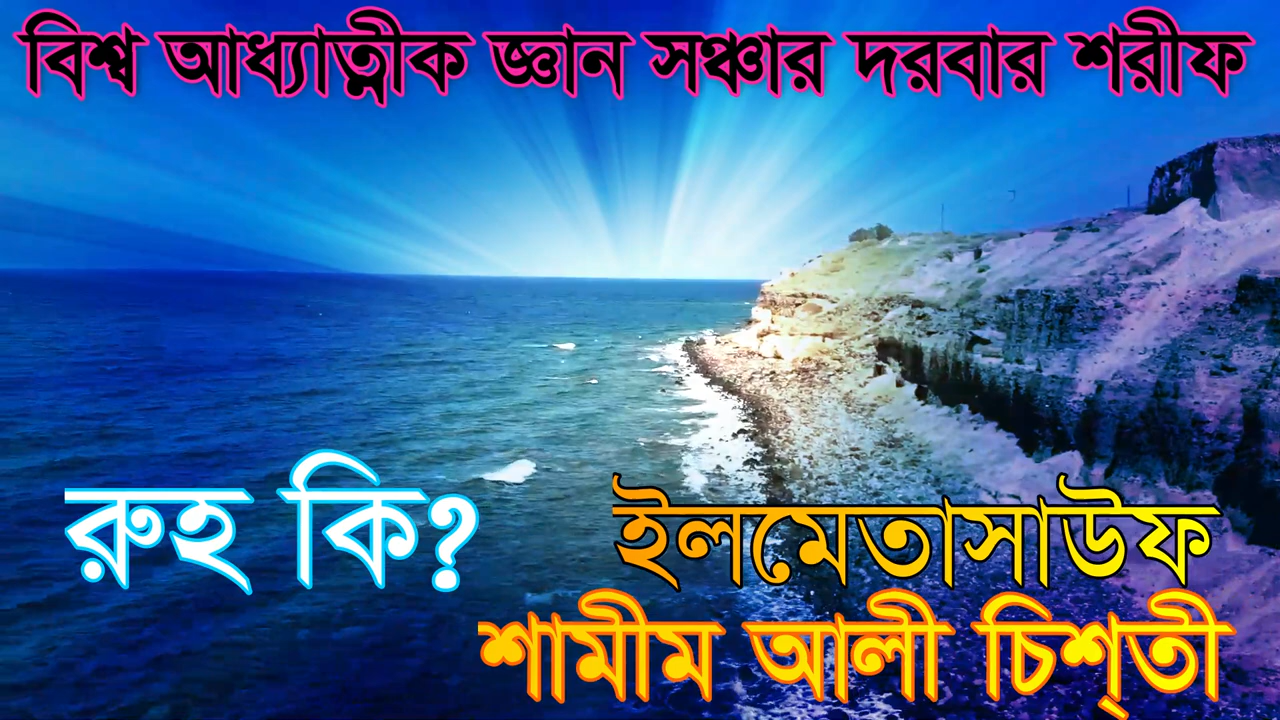 বিশ্ব আধ্যাত্নীক জ্ঞান সঞ্চার দরবার শরীফ
রুহ কি? ইলমেতাসাউফ
শামীম আলী চিশ্তী